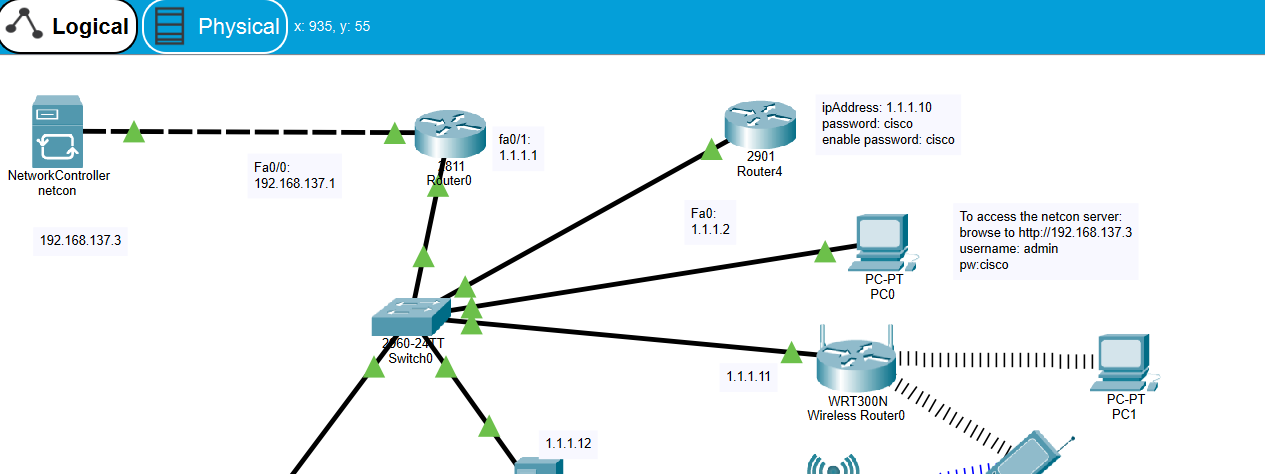 Logical
Physical
x: 935, y: 55
NetworkController
netcon
192.168.137.3
Fa0/0:
192.168.137.1
2811
Router0
fa0/1:
1.1.1.1
2901
Router4
ipAddress: 1.1.1.10
password: cisco
enable password: cisco
Fa0:
1.1.1.2
PC-PT
PC0
To access the netcon server:
browse to http://192.168.137.3
username: admin
pw:cisco
2960-24TT
Switch0
1.1.1.11
WRT300N
Wireless Router0
PC-PT
PC1
1.1.1.12